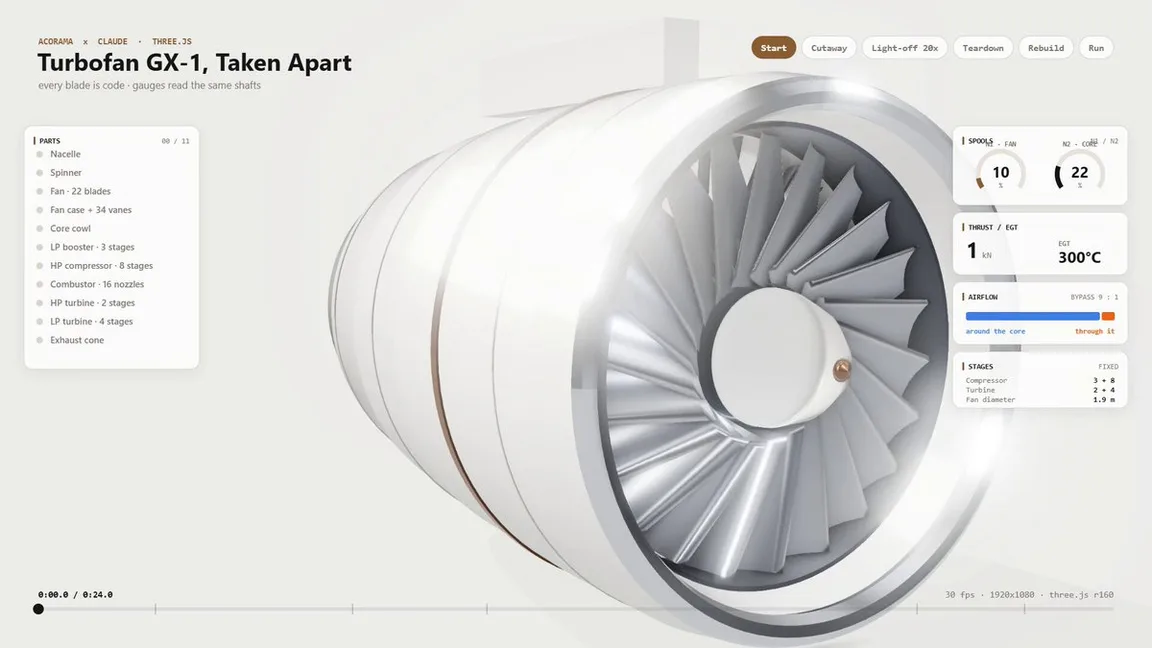 ACORAMA x CLAUDE · THREE.JS
Turbofan GX-1, Taken Apart
every blade is code · gauges read the same shafts
Start
Cutaway
Light-off 20x
Teardown
Rebuild
Run
PARTS 00 / 11
Nacelle
Spinner
Fan · 22 blades
Fan case + 34 vanes
Core cowl
LP booster · 3 stages
HP compressor · 8 stages
Combustor · 16 nozzles
HP turbine · 2 stages
LP turbine · 4 stages
Exhaust cone
SPOOLS N1 / N2
N1 · FAN
N2 · CORE
10
%
22
%
THRUST / EGT
1 kN
EGT
300°C
AIRFLOW BYPASS 9 : 1
around the core through it
STAGES FIXED
Compressor 3 + 8
Turbine 2 + 4
Fan diameter 1.9 m
0:00.0 / 0:24.0
30 fps · 1920x1080 · three.js r160